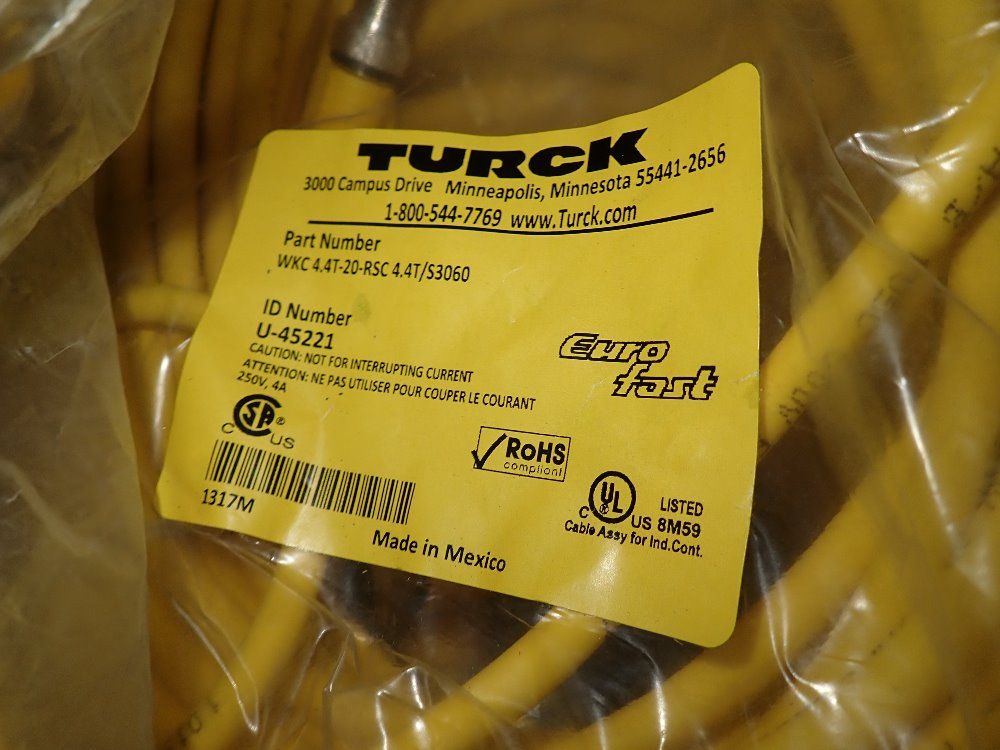 TURCK
3000 Campus Drive Minneapolis, Minnesota 55441-2656
1-800-544-7769 www.Turck.com
Part Number
WKC 4.4T-20-RSC 4.4T/S3060
ID Number
U-45221
CAUTION: NOT FOR INTERRUPTING CURRENT
ATTENTION: NE PAS UTILISER POUR COUPER LE COURANT
250V, 4A
Euro
fast
C SA ® US
RoHS
compliant
1317M
C UL ® US LISTED 8M59
Cable Assy for Ind.Cont.
Made in Mexico